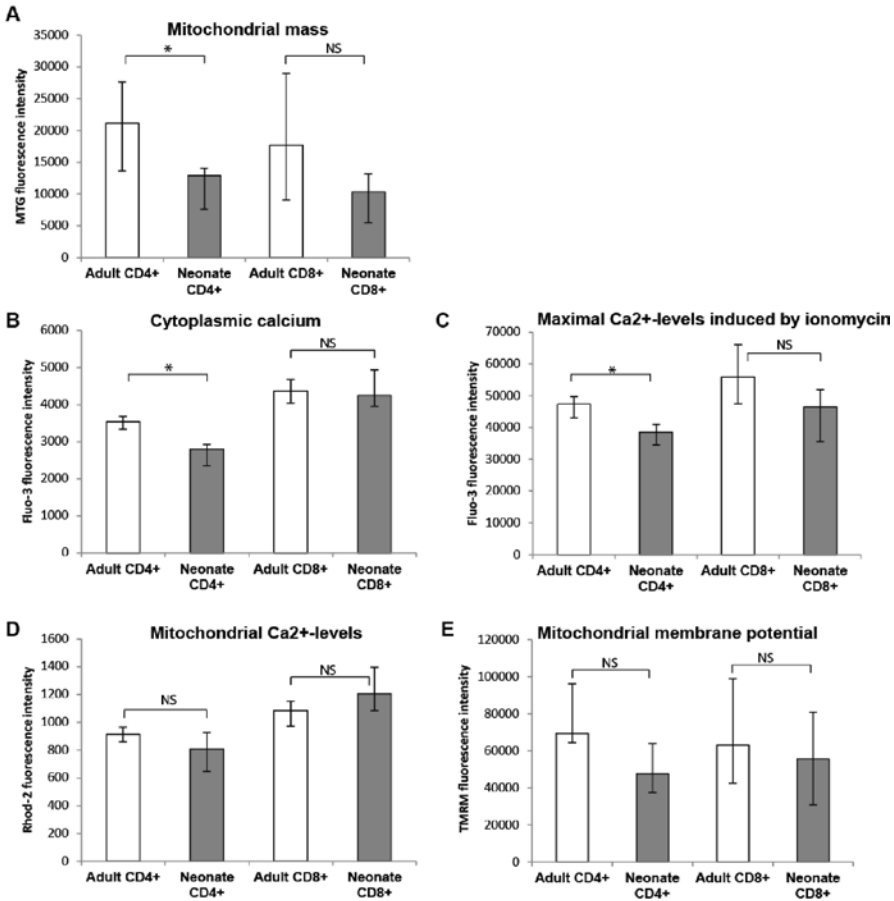 A
Mitochondrial mass
MTG fluorescence intensity
35000
30000
25000
20000
15000
10000
5000
0
*
NS
Adult CD4+
Neonate
CD4+
Adult CD8+
Neonate
CD8+
B
Cytoplasmic calcium
Fluo-3 fluorescence intensity
6000
5000
4000
3000
2000
1000
0
*
NS
Adult CD4+
Neonate
CD4+
Adult CD8+
Neonate
CD8+
C
Maximal Ca2+-levels induced by ionomycin
Fluo-3 fluorescence intensity
70000
60000
50000
40000
30000
20000
10000
0
*
NS
Adult CD4+
Neonate
CD4+
Adult CD8+
Neonate
CD8+
D
Mitochondrial Ca2+-levels
Rhod-2 fluorescence intensity
1600
1400
1200
1000
800
600
400
200
0
NS
NS
Adult CD4+
Neonate
CD4+
Adult CD8+
Neonate
CD8+
E
Mitochondrial membrane potential
TMRM fluorescence intensity
120000
100000
80000
60000
40000
20000
0
NS
NS
Adult CD4+
Neonate
CD4+
Adult CD8+
Neonate
CD8+